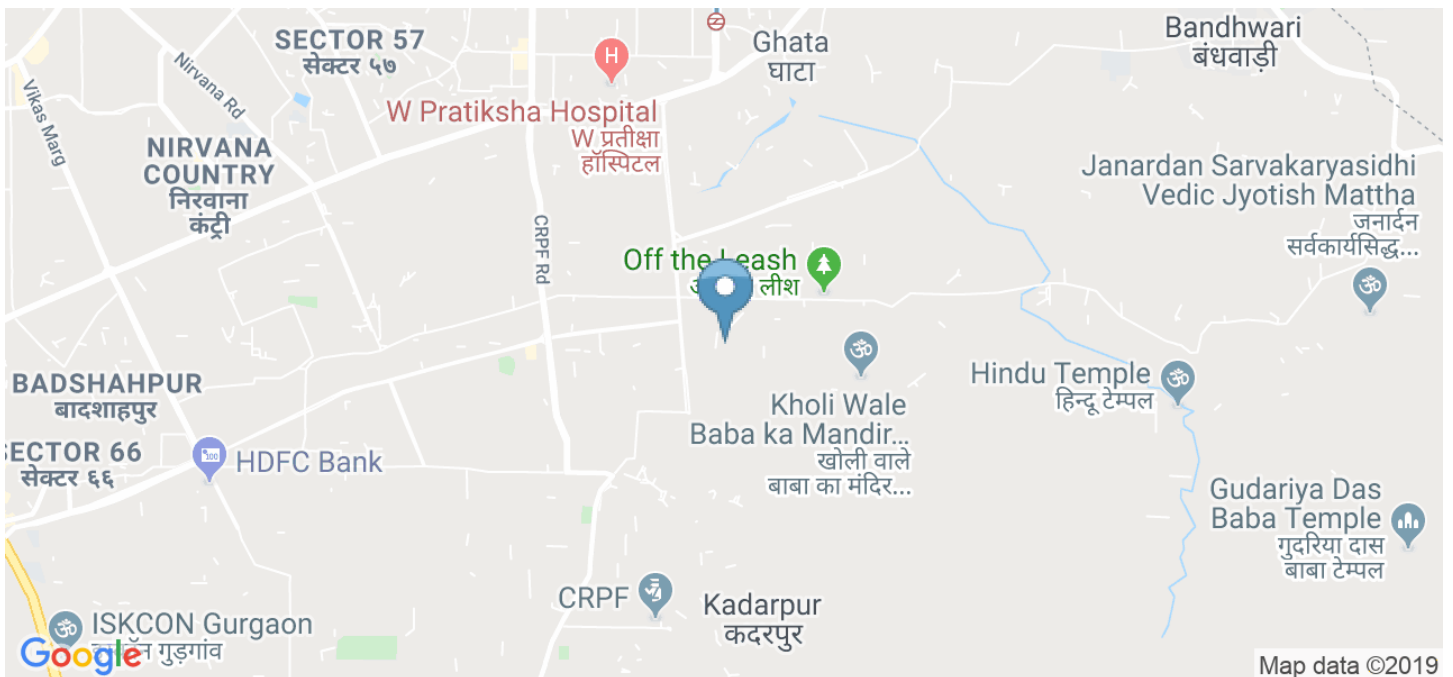 SECTOR 57
सेक्टर ५७
Nirvana Rd
Vikas Marg
H
Ghata
घाटा
Bandhwari
बंधवाड़ी
W Pratiksha Hospital
W प्रतीक्षा
हॉस्पिटल
NIRVANA
COUNTRY
निरवाना
कंट्री
Janardan Sarvakaryasidhi
Vedic Jyotish Mattha
जनार्दन
सर्वकार्यसिद्ध...
ॐ
CRPF Rd
Off the Leash
लीश
ॐ
Kholi Wale
Baba ka Mandir...
खोली वाले
बाबा का मंदिर...
Hindu Temple
हिन्दू टेम्पल
ॐ
BADSHAHPUR
बादशाहपुर
SECTOR 66
सेक्टर ६६
HDFC Bank
Gudariya Das
Baba Temple
गुदरिया दास
बाबा टेम्पल
CRPF
Kadarpur
कदरपुर
ॐ
ISKCON Gurgaon
गुड़गांव
Google
Map data ©2019